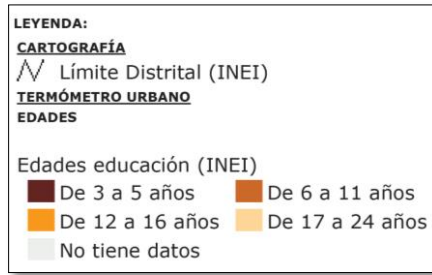 LEYENDA:
CARTOGRAFÍA
Límite Distrital (INEI)
TERMÓMETRO URBANO
EDADES
Edades educación (INEI)
De 3 a 5 años De 6 a 11 años
De 12 a 16 años De 17 a 24 años
No tiene datos